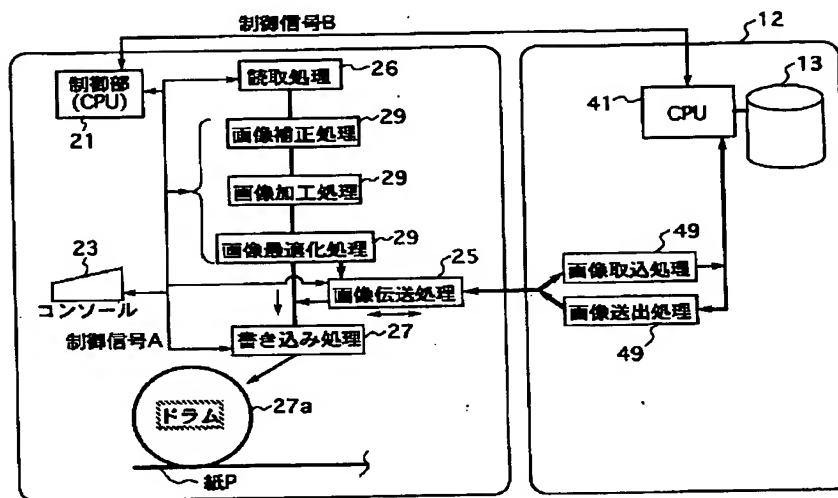 制御信号B
12
制御部
(CPU)
21
読取処理
26
13
41
CPU
画像補正処理
29
画像加工処理
29
画像最適化処理
29
23
コンソール
25
画像伝送処理
49
画像取込処理
画像送出処理
49
制御信号A
書き込み処理
27
ドラム
27a
紙P